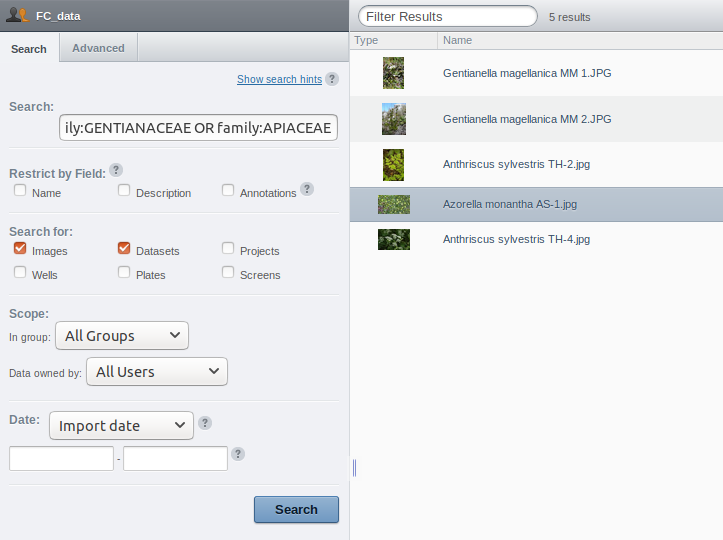 FC_data
Search
Advanced
Show search hints ?
Search:
ily:GENTIANACEAE OR family:APIACEAE
Restrict by Field: ?
Name
Description
Annotations ?
Search for:
Images
Datasets
Projects
Wells
Plates
Screens
Scope:
In group: All Groups
Data owned by: All Users
Date: Import date ?
- ?
Search
Filter Results
5 results
Type
Name
Gentianella magellanica MM 1.JPG
Gentianella magellanica MM 2.JPG
Anthriscus sylvestris TH-2.jpg
Azorella monantha AS-1.jpg
Anthriscus sylvestris TH-4.jpg